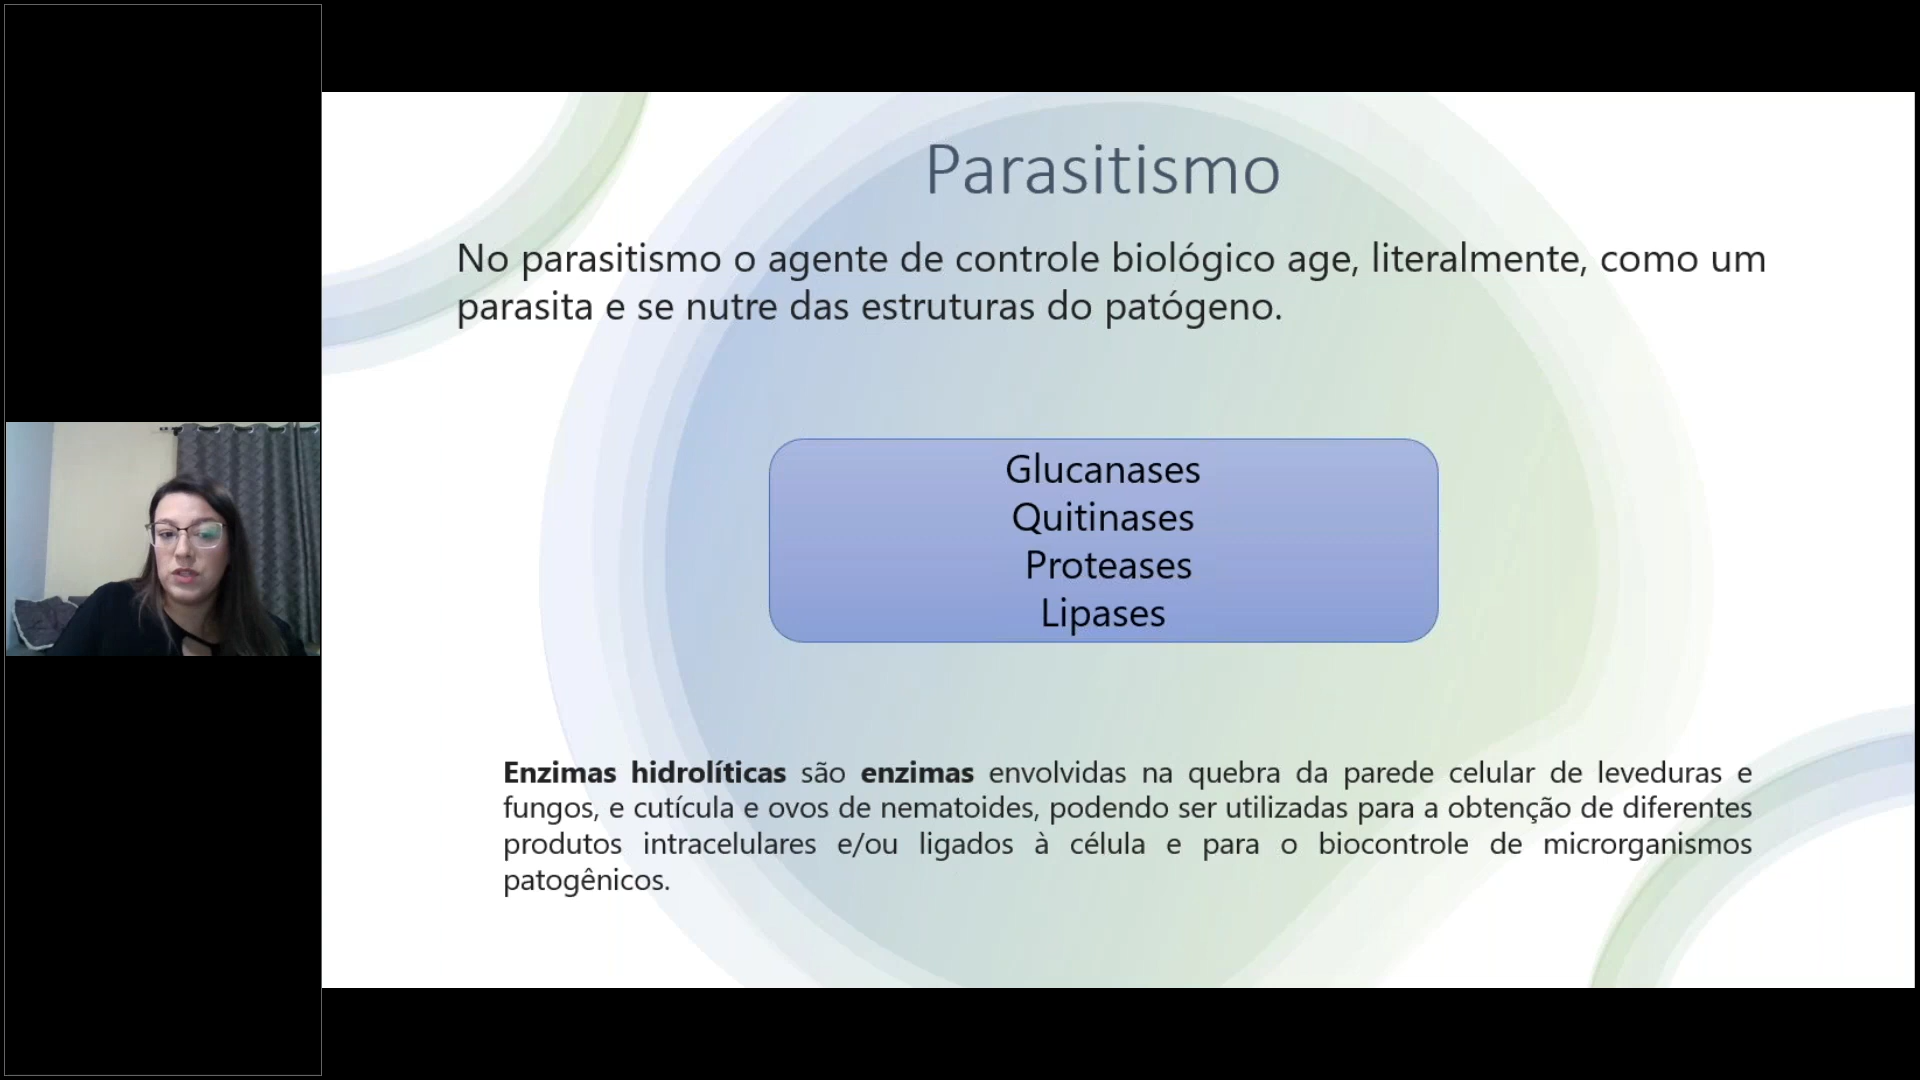 Parasitismo
No parasitismo o agente de controle biológico age, literalmente, como um
parasita e se nutre das estruturas do patógeno.
Glucanases
Quitinases
Proteases
Lipases
Enzimas hidrolíticas são enzimas envolvidas na quebra da parede celular de leveduras e
fungos, e cutícula e ovos de nematoides, podendo ser utilizadas para a obtenção de diferentes
produtos intracelulares e/ou ligados à célula e para o biocontrole de microrganismos
patogênicos.